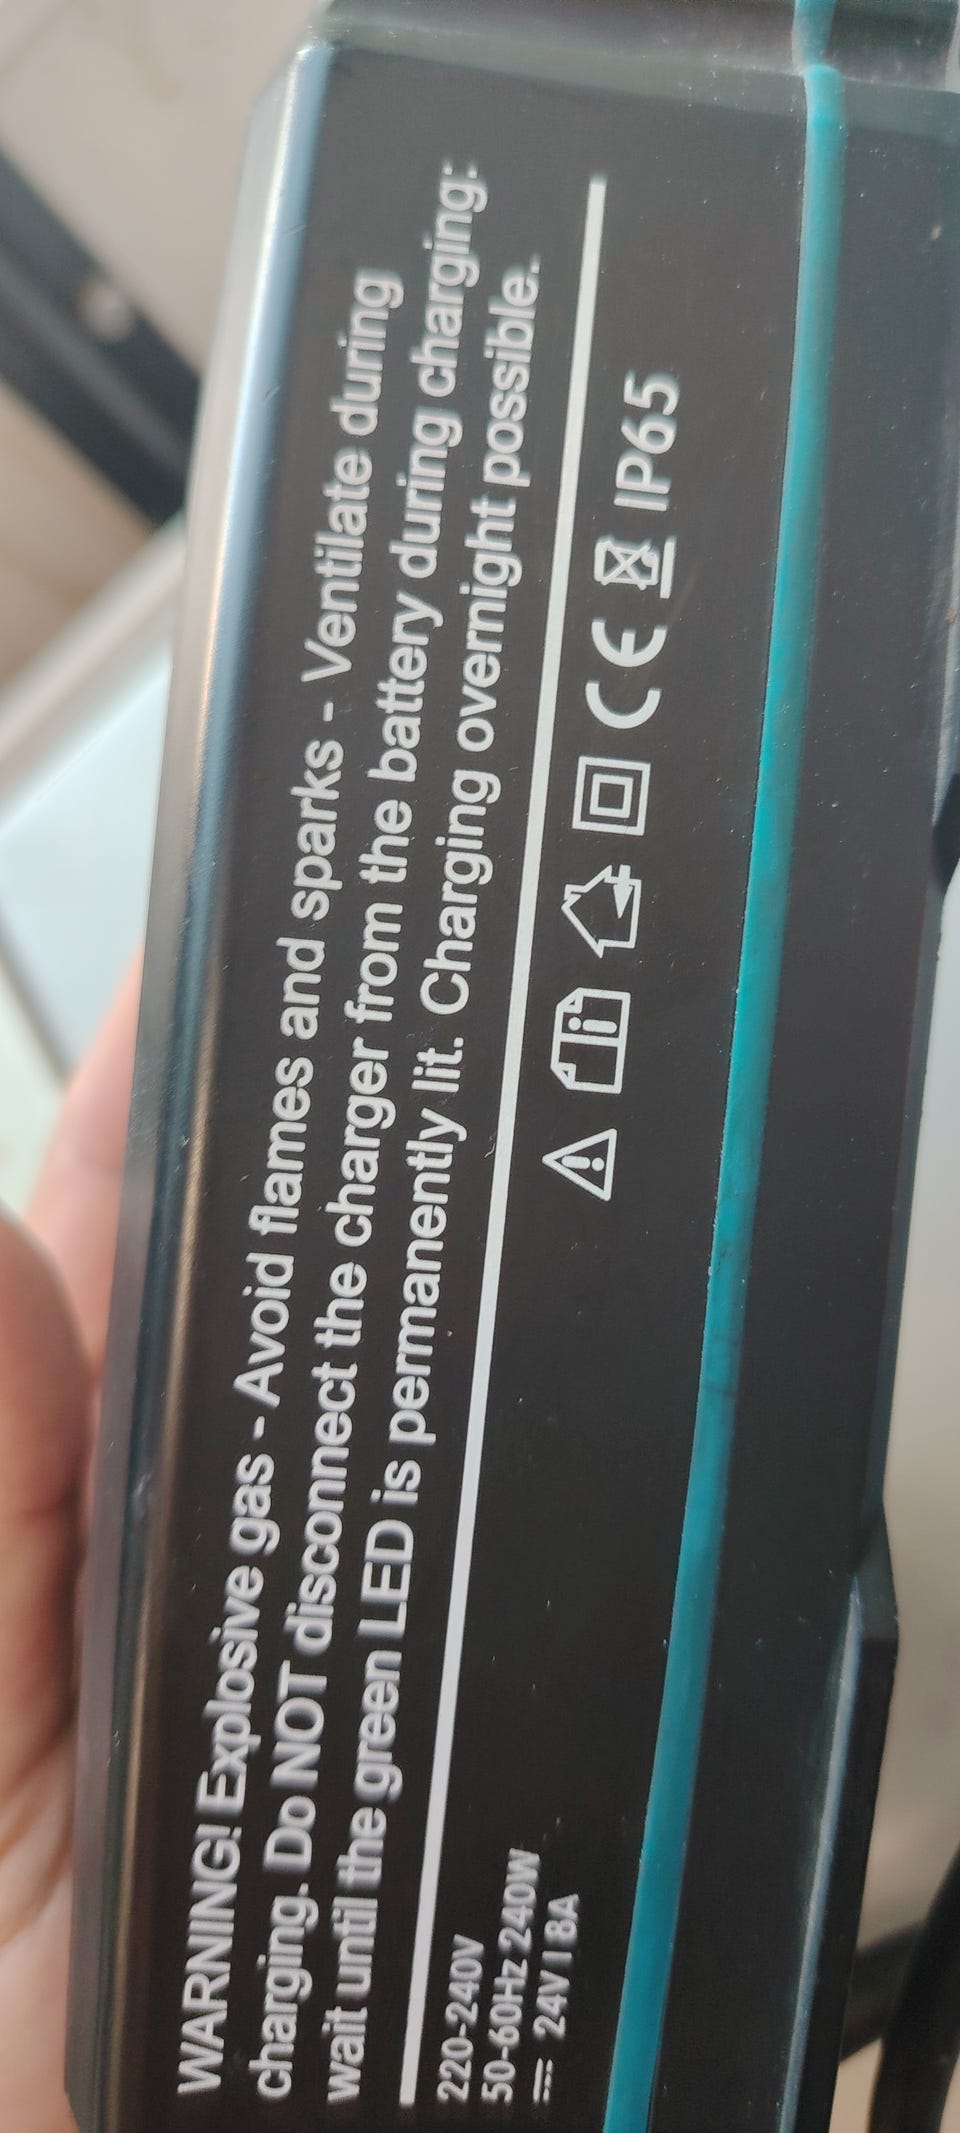 WARNING! Explosive gas - Avoid flames and sparks - Ventilate during
charging. Do NOT disconnect the charger from the battery during charging:
wait until the green LED is permanently lit. Charging overnight possible.
220-240V
50-60Hz 240W
24V | 8A
CE IP65